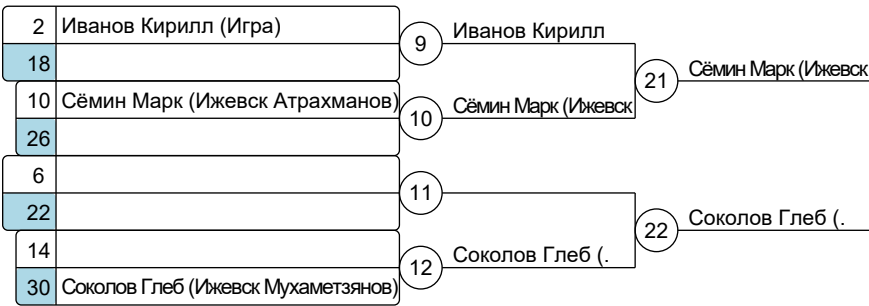 2 Иванов Кирилл (Игра)
18
9 Иванов Кирилл
10 Сёмин Марк (Ижевск Атрахманов)
26
10 Сёмин Марк (Ижевск
21 Сёмин Марк (Ижевск
6
22
11
14
30 Соколов Глеб (Ижевск Мухаметзянов)
12 Соколов Глеб (.
22 Соколов Глеб (.